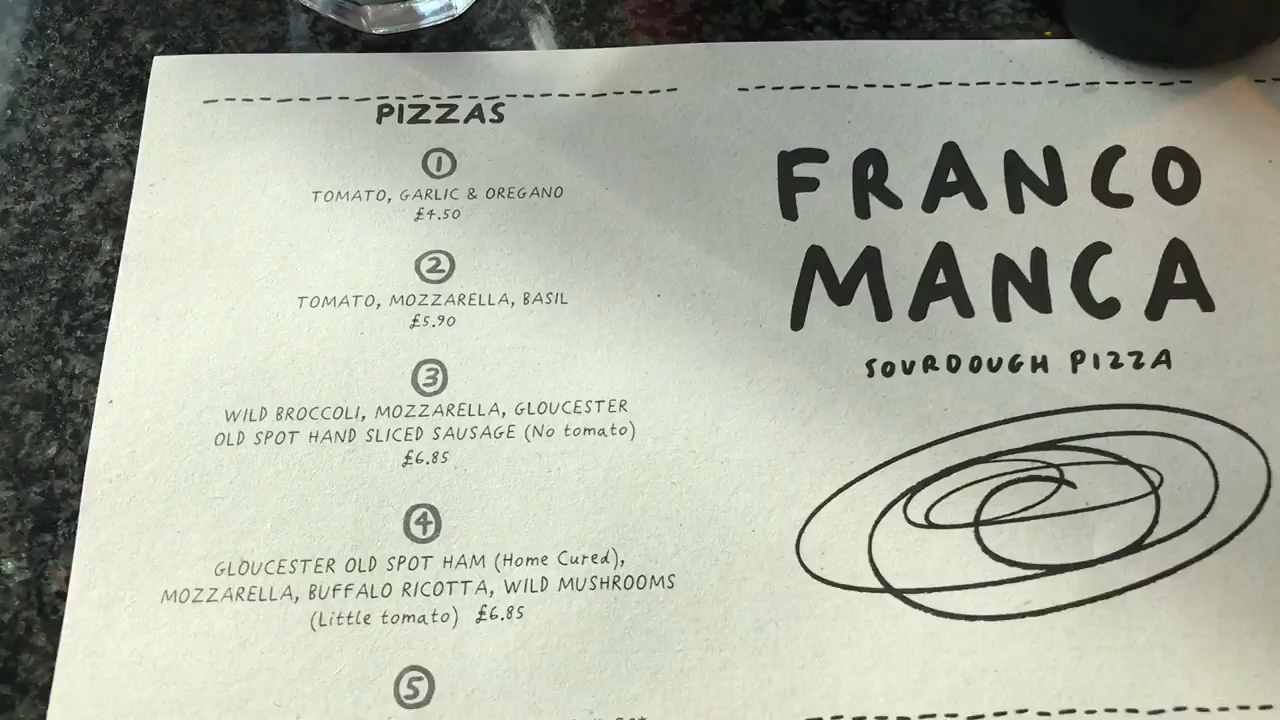 PIZZAS
1
TOMATO, GARLIC & OREGANO
£4.50
2
TOMATO, MOZZARELLA, BASIL
£5.90
3
WILD BROCCOLI, MOZZARELLA, GLOUCESTER
OLD SPOT HAND SLICED SAUSAGE (No tomato)
£6.85
4
GLOUCESTER OLD SPOT HAM (Home Cured),
MOZZARELLA, BUFFALO RICOTTA, WILD MUSHROOMS
(Little tomato) £6.85
5
FRANCO
MANCA
SOURDOUGH PIZZA